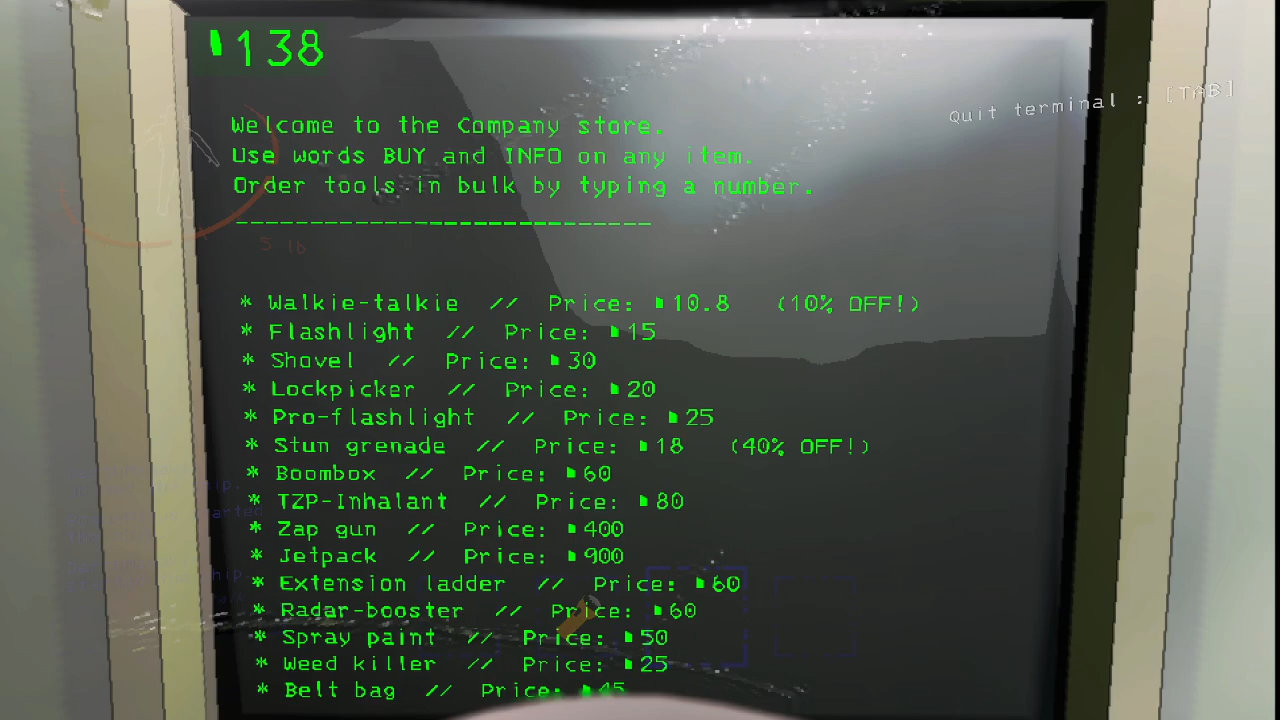 138
Quit terminal : [TAB]
Welcome to the Company store.
Use words BUY and INFO on any item.
Order tools in bulk by typing a number.
----------------------------
5 lb
* Walkie-talkie // Price: 10.8 (10% OFF!)
* Flashlight // Price: 15
* Shovel // Price: 30
* Lockpicker // Price: 20
* Pro-flashlight // Price: 25
* Stun grenade // Price: 18 (40% OFF!)
* Boombox // Price: 60
* TZP-Inhalant // Price: 80
* Zap gun // Price: 400
* Jetpack // Price: 900
* Extension ladder // Price: 60
* Radar-booster // Price: 60
* Spray paint // Price: 50
* Weed killer // Price: 25
* Belt bag // Price: 45